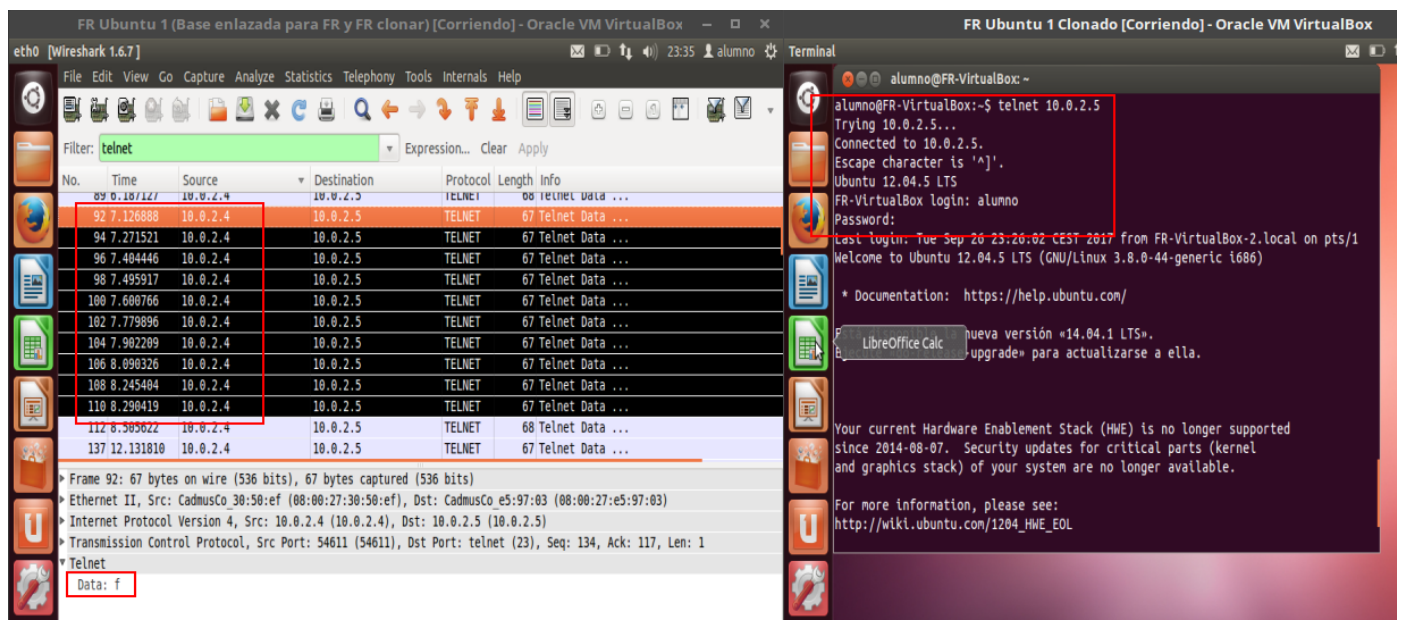 FR Ubuntu 1 (Base enlazada para FR y FR clonar) [Corriendo] - Oracle VM VirtualBox
eth0 [Wireshark 1.6.7 ]
23:35 alumno
File Edit View Go Capture Analyze Statistics Telephony Tools Internals Help
Filter: telnet
Expression... Clear Apply
No. Time Source Destination Protocol Length Info
89 6.187127 10.0.2.4 10.0.2.5 TELNET 68 Telnet Data ...
92 7.126888 10.0.2.4 10.0.2.5 TELNET 67 Telnet Data ...
94 7.271521 10.0.2.4 10.0.2.5 TELNET 67 Telnet Data ...
96 7.404446 10.0.2.4 10.0.2.5 TELNET 67 Telnet Data ...
98 7.495917 10.0.2.4 10.0.2.5 TELNET 67 Telnet Data ...
100 7.600766 10.0.2.4 10.0.2.5 TELNET 67 Telnet Data ...
102 7.779896 10.0.2.4 10.0.2.5 TELNET 67 Telnet Data ...
104 7.902209 10.0.2.4 10.0.2.5 TELNET 67 Telnet Data ...
106 8.090326 10.0.2.4 10.0.2.5 TELNET 67 Telnet Data ...
108 8.245404 10.0.2.4 10.0.2.5 TELNET 67 Telnet Data ...
110 8.290419 10.0.2.4 10.0.2.5 TELNET 67 Telnet Data ...
112 8.505622 10.0.2.4 10.0.2.5 TELNET 68 Telnet Data ...
137 12.131810 10.0.2.4 10.0.2.5 TELNET 67 Telnet Data ...
Frame 92: 67 bytes on wire (536 bits), 67 bytes captured (536 bits)
Ethernet II, Src: CadmusCo_30:50:ef (08:00:27:30:50:ef), Dst: CadmusCo_e5:97:03 (08:00:27:e5:97:03)
Internet Protocol Version 4, Src: 10.0.2.4 (10.0.2.4), Dst: 10.0.2.5 (10.0.2.5)
Transmission Control Protocol, Src Port: 54611 (54611), Dst Port: telnet (23), Seq: 134, Ack: 117, Len: 1
Telnet
Data: f
FR Ubuntu 1 Clonado [Corriendo] - Oracle VM VirtualBox
Terminal
alumno@FR-VirtualBox: ~
alumno@FR-VirtualBox:~$ telnet 10.0.2.5
Trying 10.0.2.5...
Connected to 10.0.2.5.
Escape character is '^]'.
Ubuntu 12.04.5 LTS
FR-VirtualBox login: alumno
Password:
Last login: Tue Sep 26 23:26:02 CEST 2017 from FR-VirtualBox-2.local on pts/1
Welcome to Ubuntu 12.04.5 LTS (GNU/Linux 3.8.0-44-generic i686)
* Documentation: https://help.ubuntu.com/
nueva versión «14.04.1 LTS».
LibreOffice Calc
upgrade» para actualizarse a ella.
Your current Hardware Enablement Stack (HWE) is no longer supported
since 2014-08-07. Security updates for critical parts (kernel
and graphics stack) of your system are no longer available.
For more information, please see:
http://wiki.ubuntu.com/1204_HWE_EOL